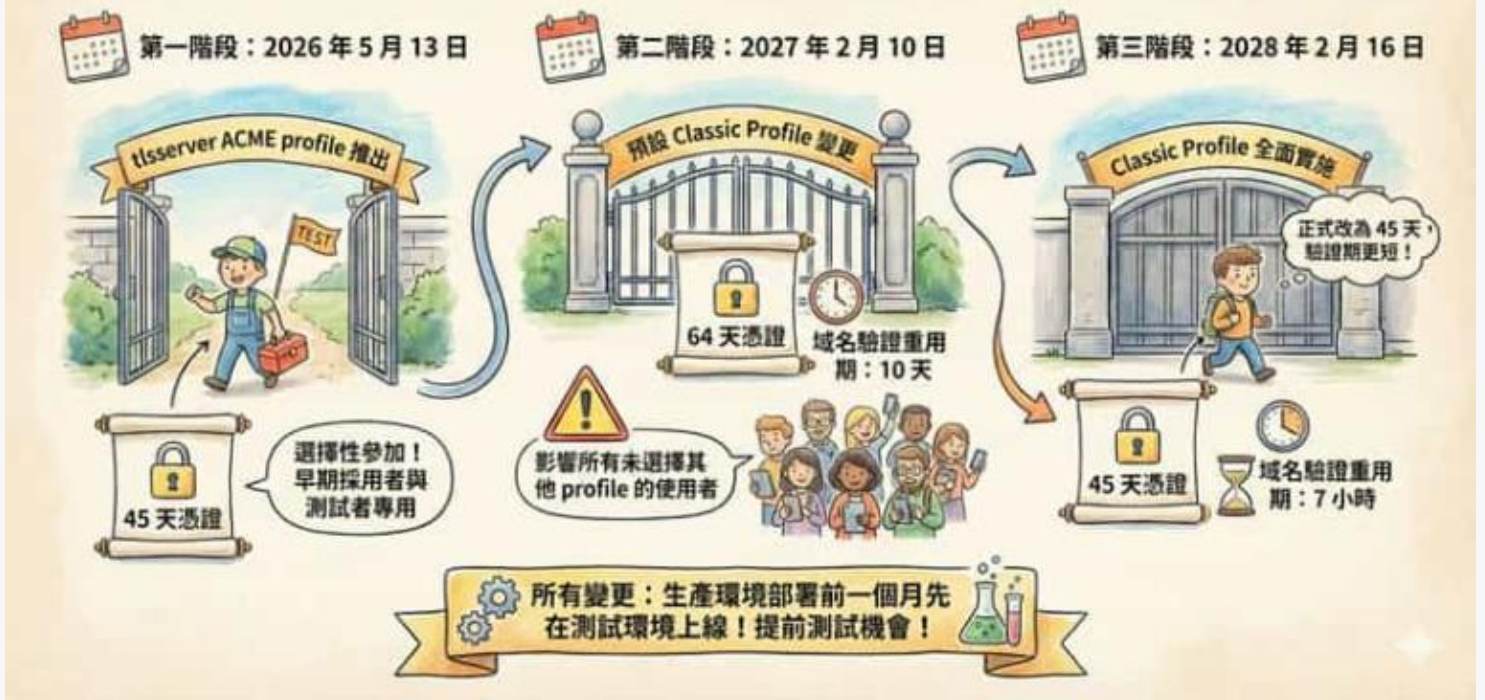 第一階段：2026 年 5 月 13 日
tlsserver ACME profile 推出
TEST
45 天憑證
選擇性參加！
早期採用者與
測試者專用
第二階段：2027 年 2 月 10 日
預設 Classic Profile 變更
64 天憑證
域名驗證重用
期：10 天
影響所有未選擇其
他 profile 的使用者
第三階段：2028 年 2 月 16 日
Classic Profile 全面實施
正式改為 45 天，
驗證期更短！
45 天憑證
域名驗證重用
期：7 小時
所有變更：生產環境部署前一個月先
在測試環境上線！提前測試機會！